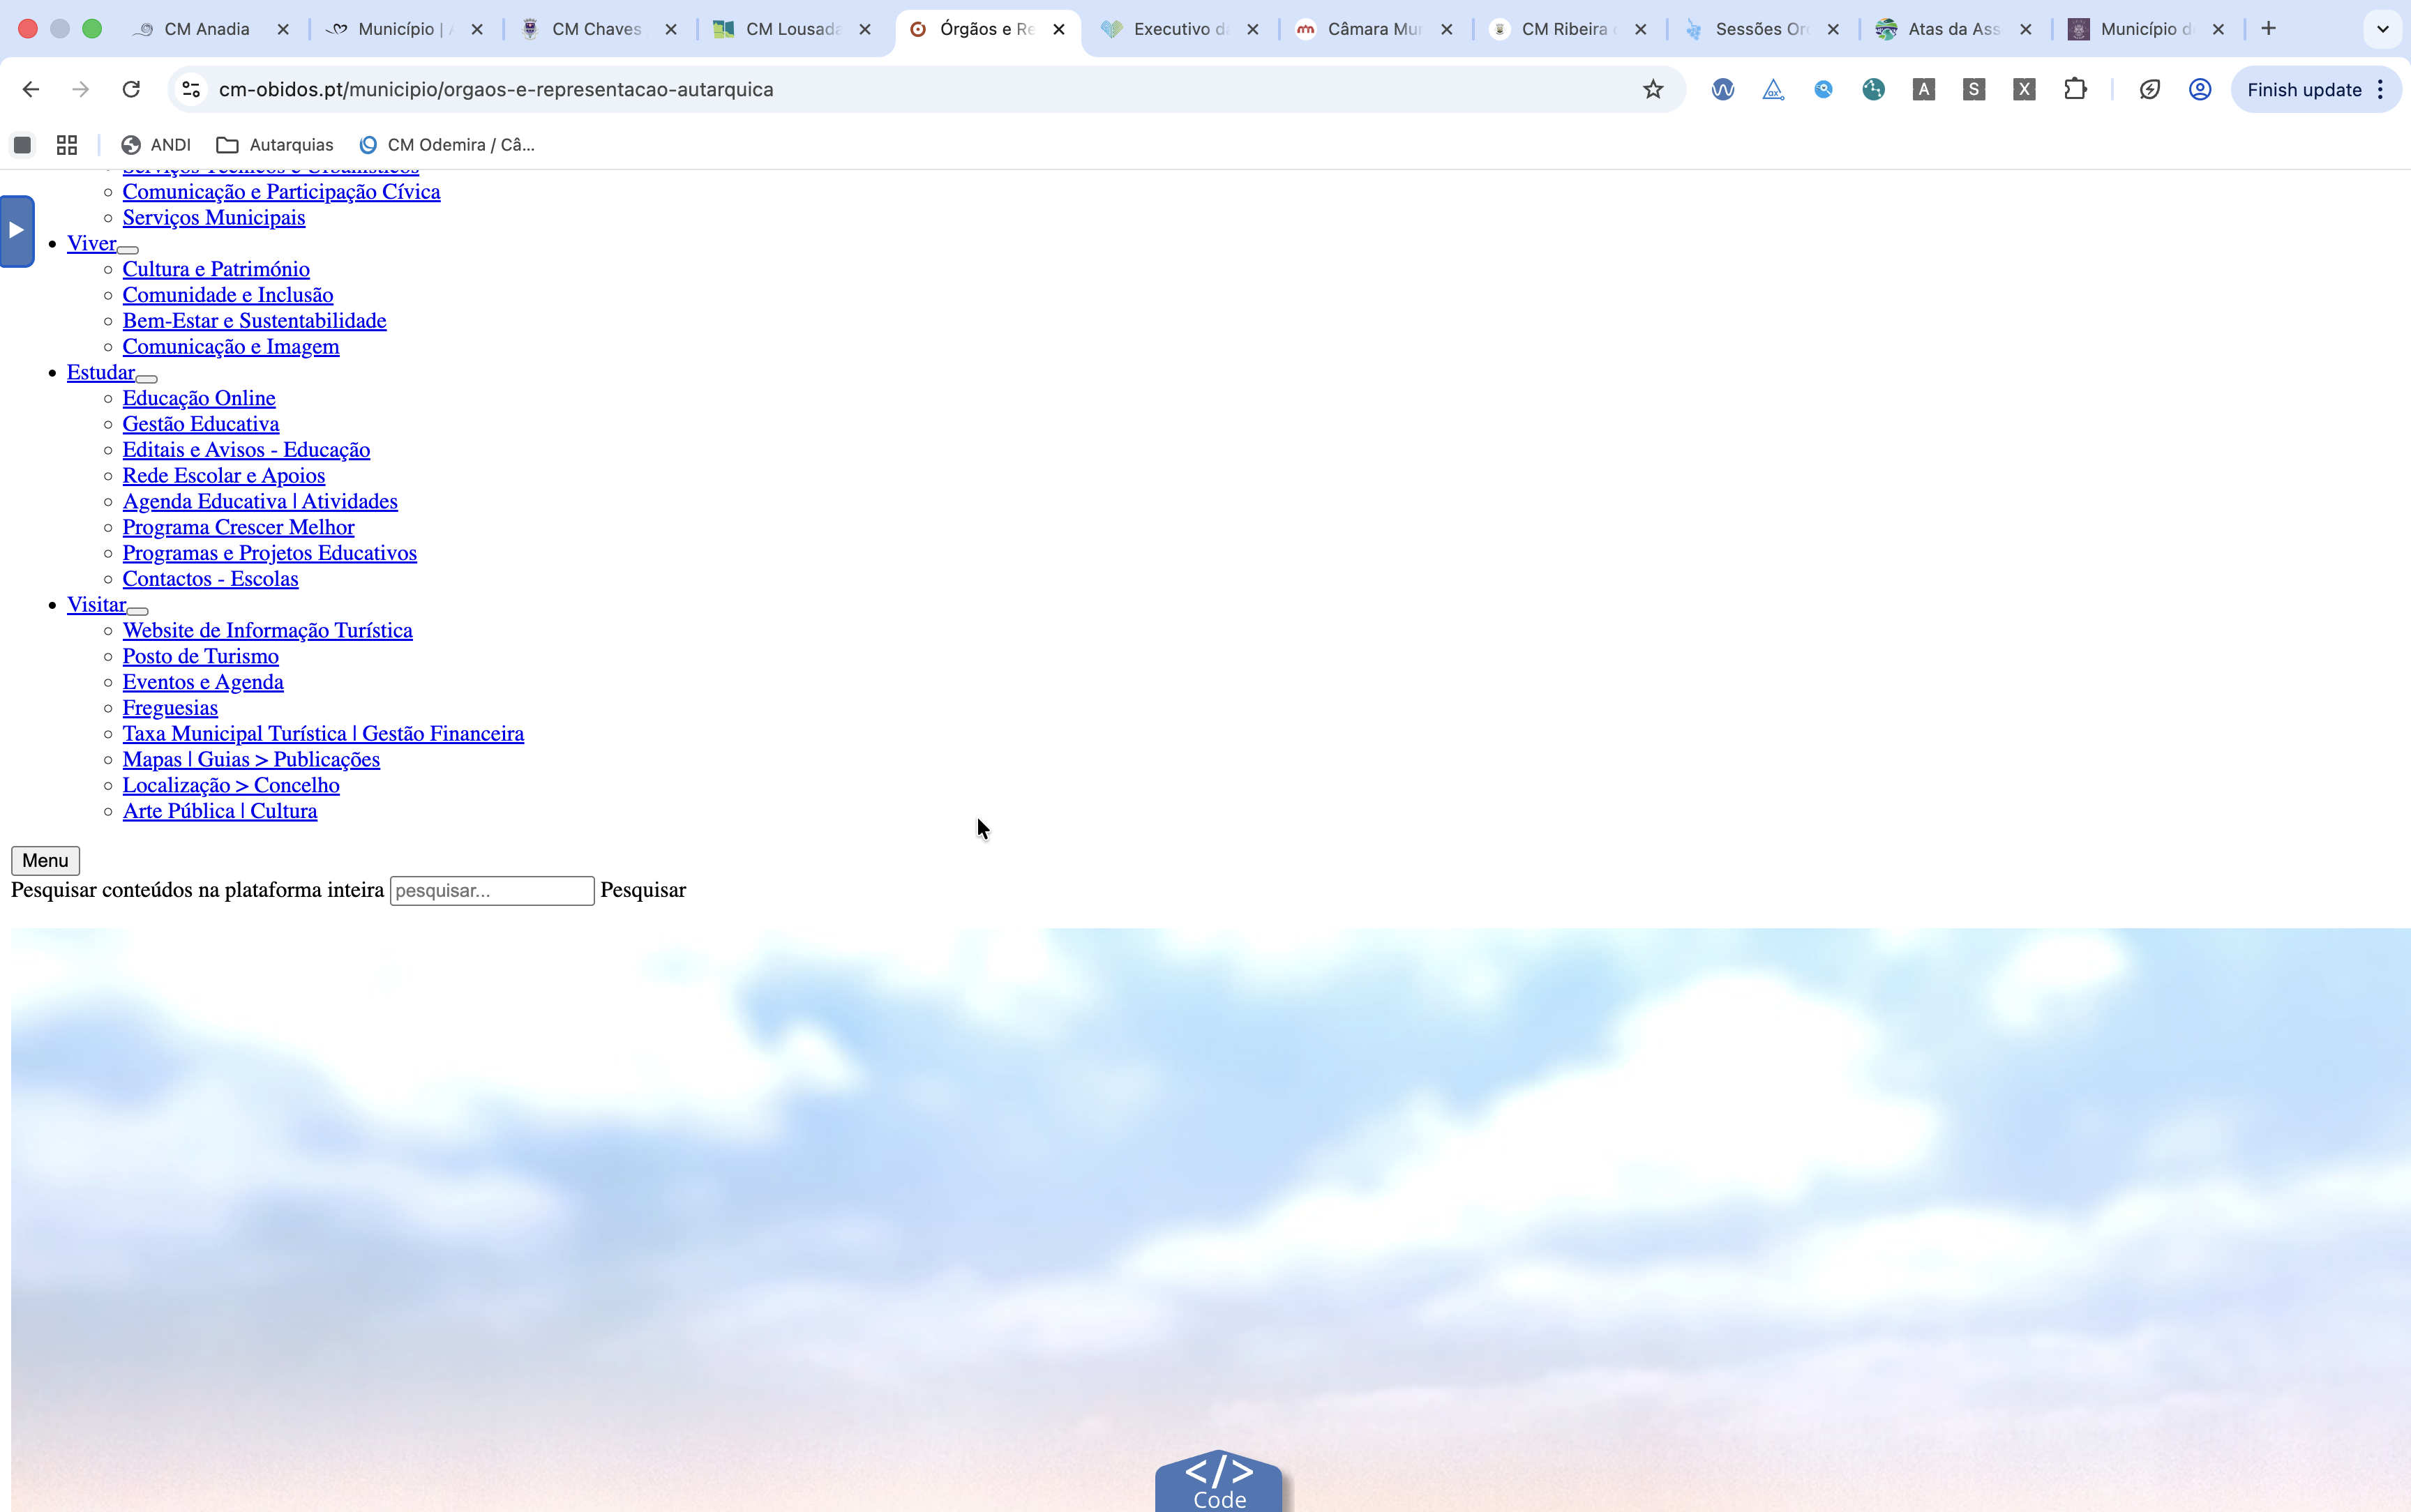 CM Anadia
Município |
CM Chaves
CM Lousada
Órgãos e Re
Executivo d
Câmara Mun
CM Ribeira
Sessões Or
Atas da Ass
Município d
cm-obidos.pt/municipio/orgaos-e-representacao-autarquica
A
S
X
Finish update
ANDI
Autarquias
CM Odemira / Câ...
Serviços Técnicos e Urbanísticos
Comunicação e Participação Cívica
Serviços Municipais
Viver
Cultura e Património
Comunidade e Inclusão
Bem-Estar e Sustentabilidade
Comunicação e Imagem
Estudar
Educação Online
Gestão Educativa
Editais e Avisos - Educação
Rede Escolar e Apoios
Agenda Educativa | Atividades
Programa Crescer Melhor
Programas e Projetos Educativos
Contactos - Escolas
Visitar
Website de Informação Turística
Posto de Turismo
Eventos e Agenda
Freguesias
Taxa Municipal Turística | Gestão Financeira
Mapas | Guias > Publicações
Localização > Concelho
Arte Pública | Cultura
Menu
Pesquisar conteúdos na plataforma inteira pesquisar... Pesquisar
</>
Code